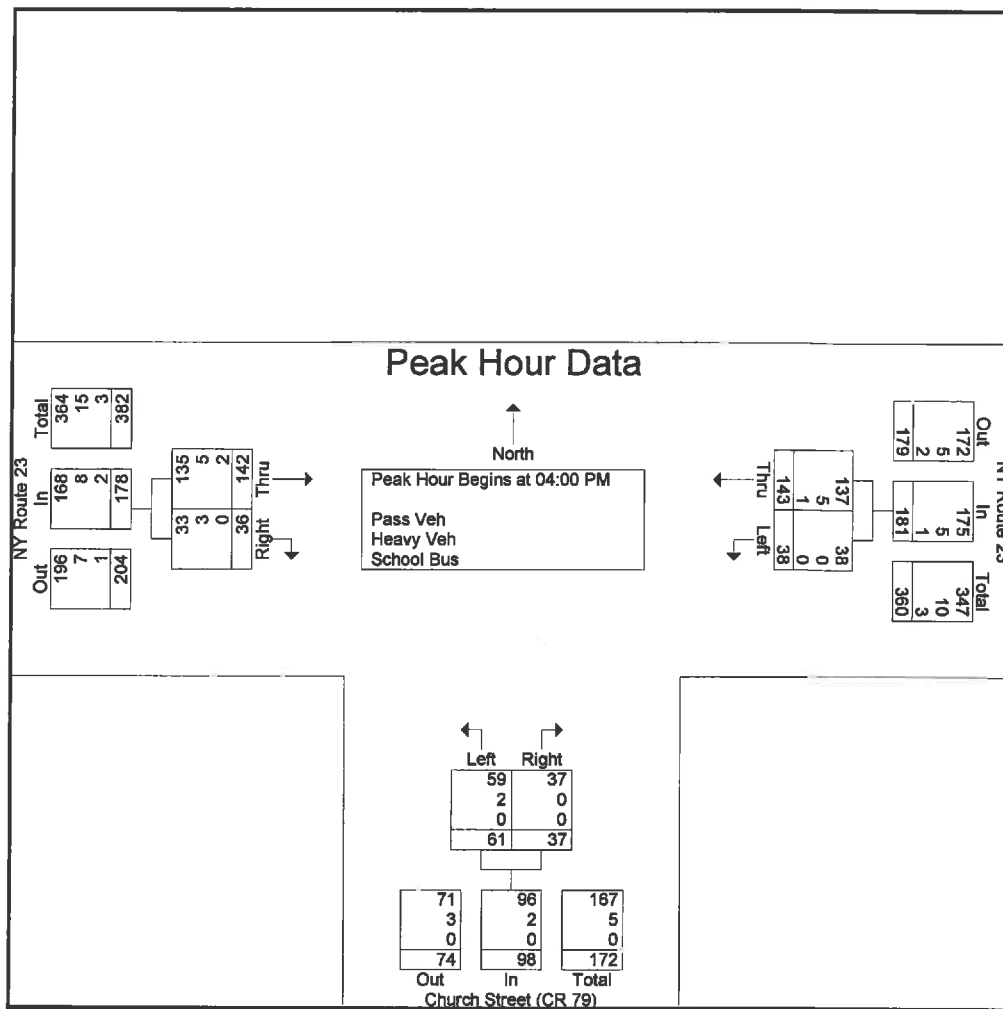 Peak Hour Data
North
Peak Hour Begins at 04:00 PM
Pass Veh
Heavy Veh
School Bus
NY Route 23
Total
364 15 3 382
In
168 8 2 178
Out
196 7 1 204
Thru
135 5 2 142
Right
33 3 0 36
NY Route 23
Out
172 5 2 179
In
175 5 1 181
Total
347 10 3 360
Thru
137 5 1 143
Left
38 0 0 38
Left Right
59 37
2 0
0 0
61 37
71 96 167
3 2 5
0 0 0
74 98 172
Out In Total
Church Street (CR 79)